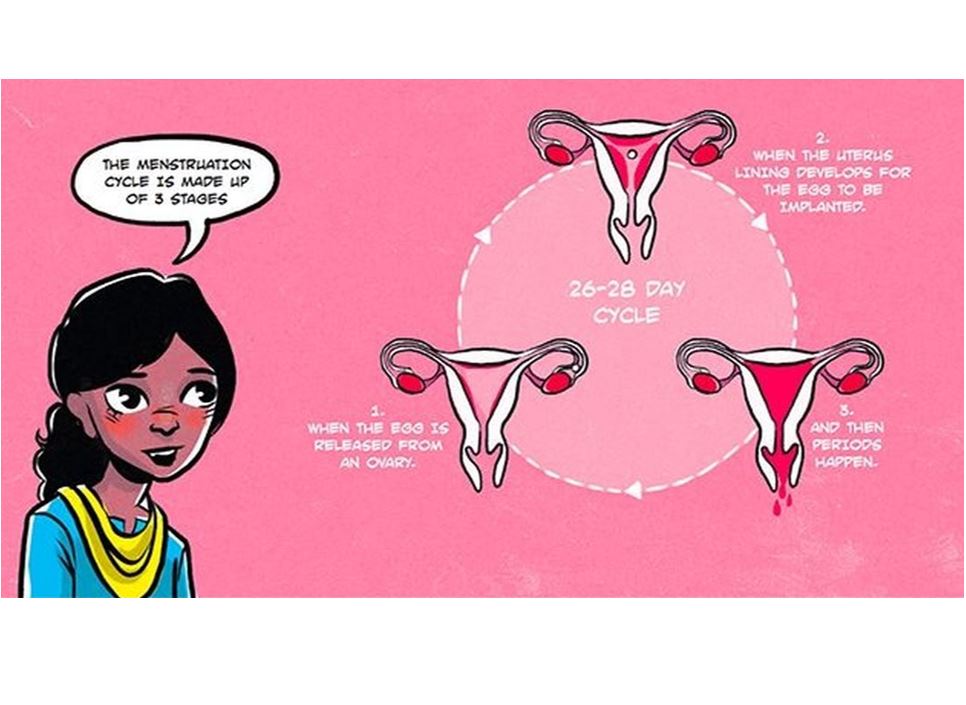 THE MENSTRUATION
CYCLE IS MADE UP
OF 3 STAGES
2.
WHEN THE UTERUS
LINING DEVELOPS FOR
THE EGG TO BE
IMPLANTED.
26-28 DAY
CYCLE
1.
WHEN THE EGG IS
RELEASED FROM
AN OVARY.
3.
AND THEN
PERIODS
HAPPEN.